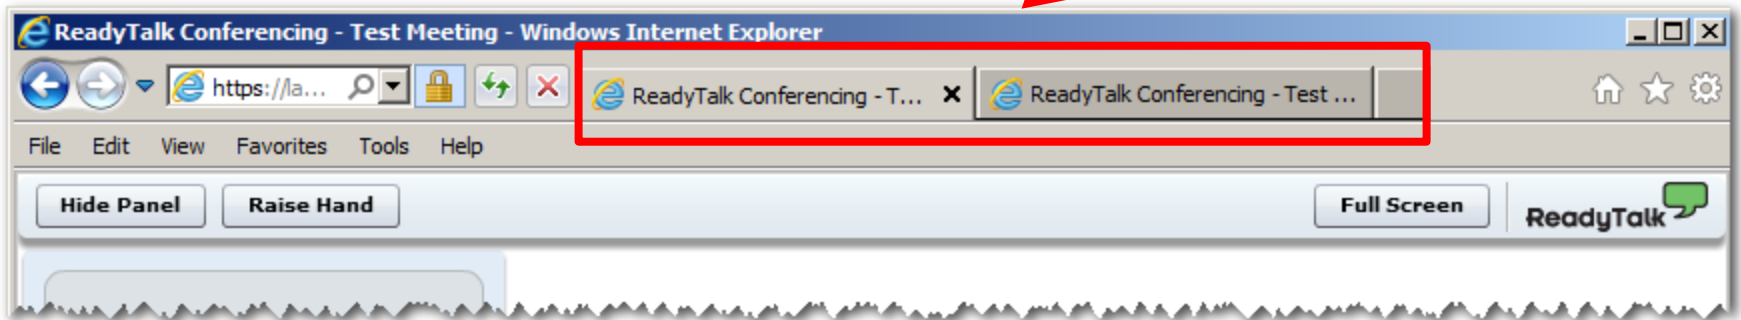 ReadyTalk Conferencing - Test Meeting - Windows Internet Explorer
https://la... ReadyTalk Conferencing - T... ReadyTalk Conferencing - Test ...
File Edit View Favorites Tools Help
Hide Panel Raise Hand Full Screen ReadyTalk